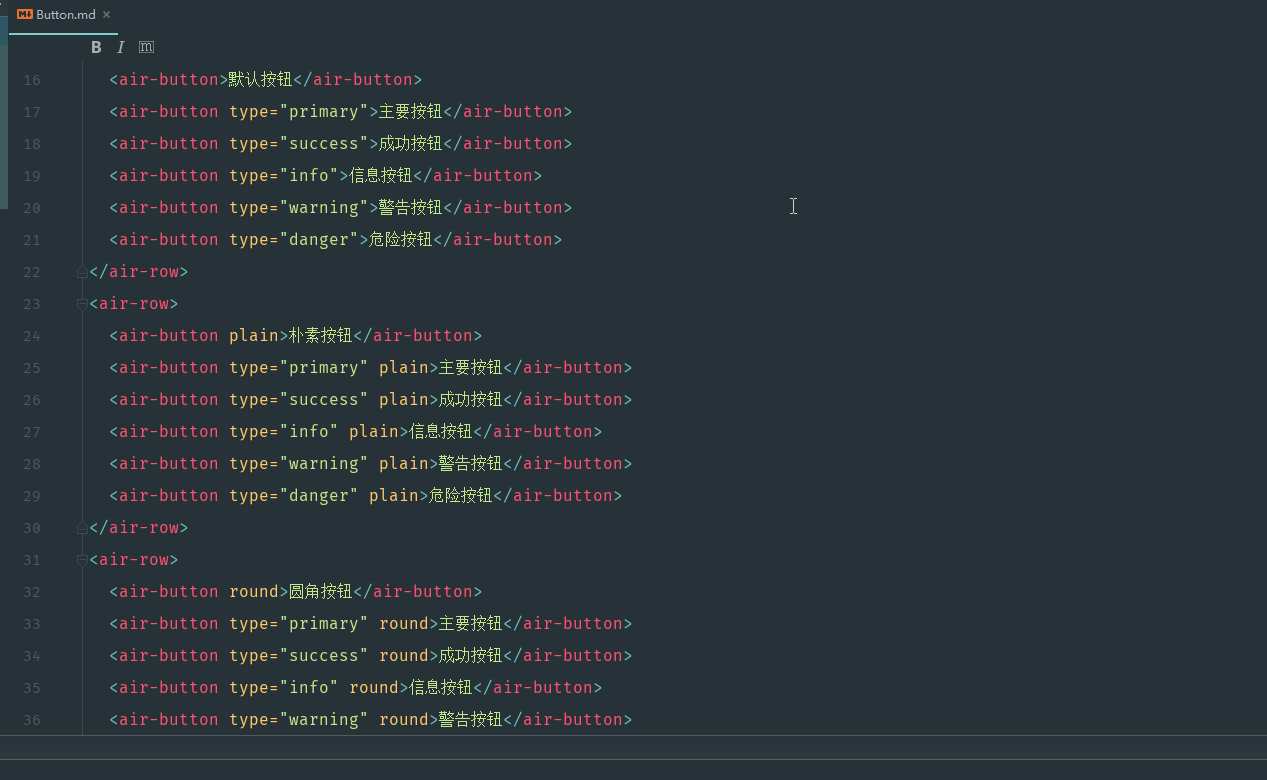 Button.md ×
B I m
16 <air-button>默认按钮</air-button>
17 <air-button type="primary">主要按钮</air-button>
18 <air-button type="success">成功按钮</air-button>
19 <air-button type="info">信息按钮</air-button>
20 <air-button type="warning">警告按钮</air-button>
21 <air-button type="danger">危险按钮</air-button>
22 </air-row>
23 <air-row>
24 <air-button plain>朴素按钮</air-button>
25 <air-button type="primary" plain>主要按钮</air-button>
26 <air-button type="success" plain>成功按钮</air-button>
27 <air-button type="info" plain>信息按钮</air-button>
28 <air-button type="warning" plain>警告按钮</air-button>
29 <air-button type="danger" plain>危险按钮</air-button>
30 </air-row>
31 <air-row>
32 <air-button round>圆角按钮</air-button>
33 <air-button type="primary" round>主要按钮</air-button>
34 <air-button type="success" round>成功按钮</air-button>
35 <air-button type="info" round>信息按钮</air-button>
36 <air-button type="warning" round>警告按钮</air-button>